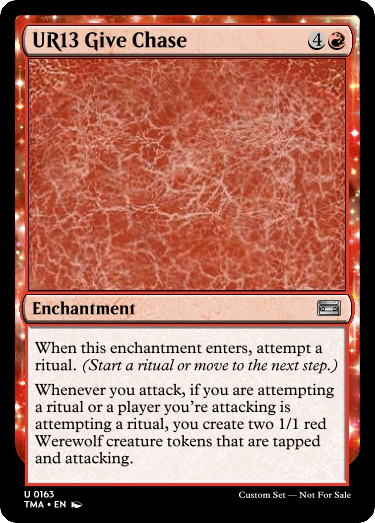 UR13 Give Chase 4
Enchantment
When this enchantment enters, attempt a
ritual. (Start a ritual or move to the next step.)
Whenever you attack, if you are attempting
a ritual or a player you're attacking is
attempting a ritual, you create two 1/1 red
Werewolf creature tokens that are tapped
and attacking.
U 0163
TMA • EN
Custom Set — Not For Sale